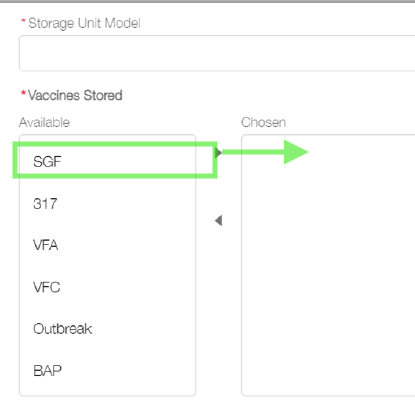 * Storage Unit Model
* Vaccines Stored
Available Chosen
SGF
317
VFA
VFC
Outbreak
BAP